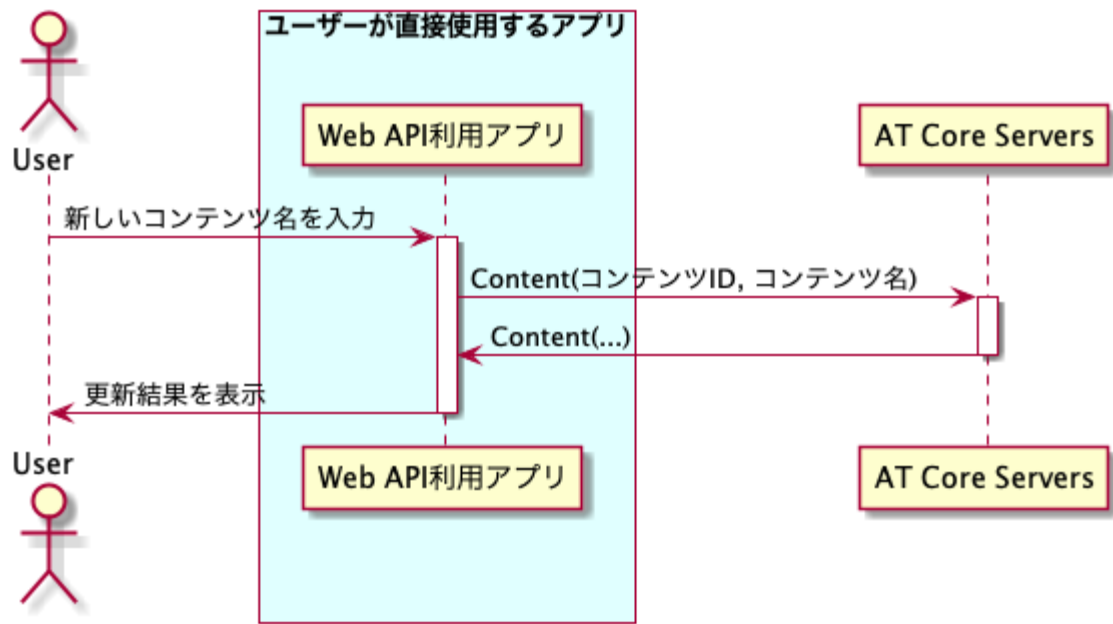 ユーザーが直接使用するアプリ
Web API利用アプリ
AT Core Servers
User
新しいコンテンツ名を入力
Content(コンテンツID, コンテンツ名)
Content(...)
更新結果を表示
User
Web API利用アプリ
AT Core Servers